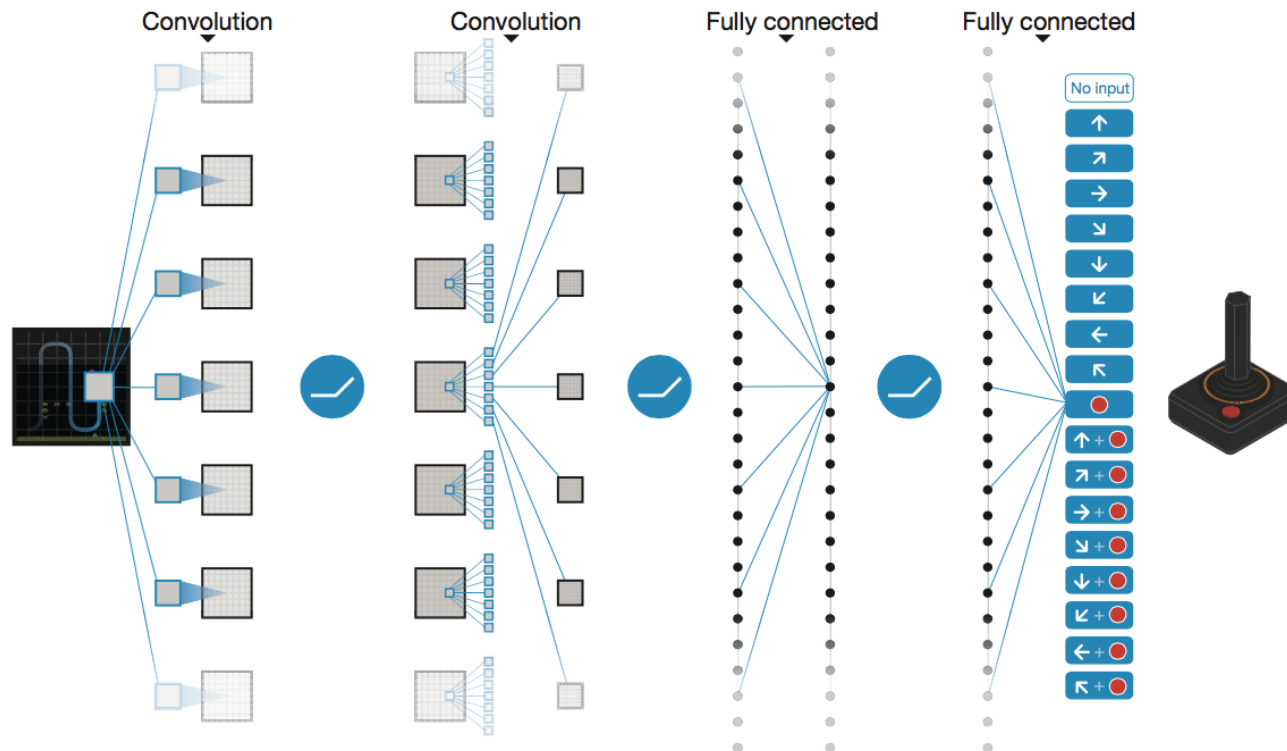 Convolution
Convolution
Fully connected
Fully connected
No input
+
+
+
+
+
+
+
+